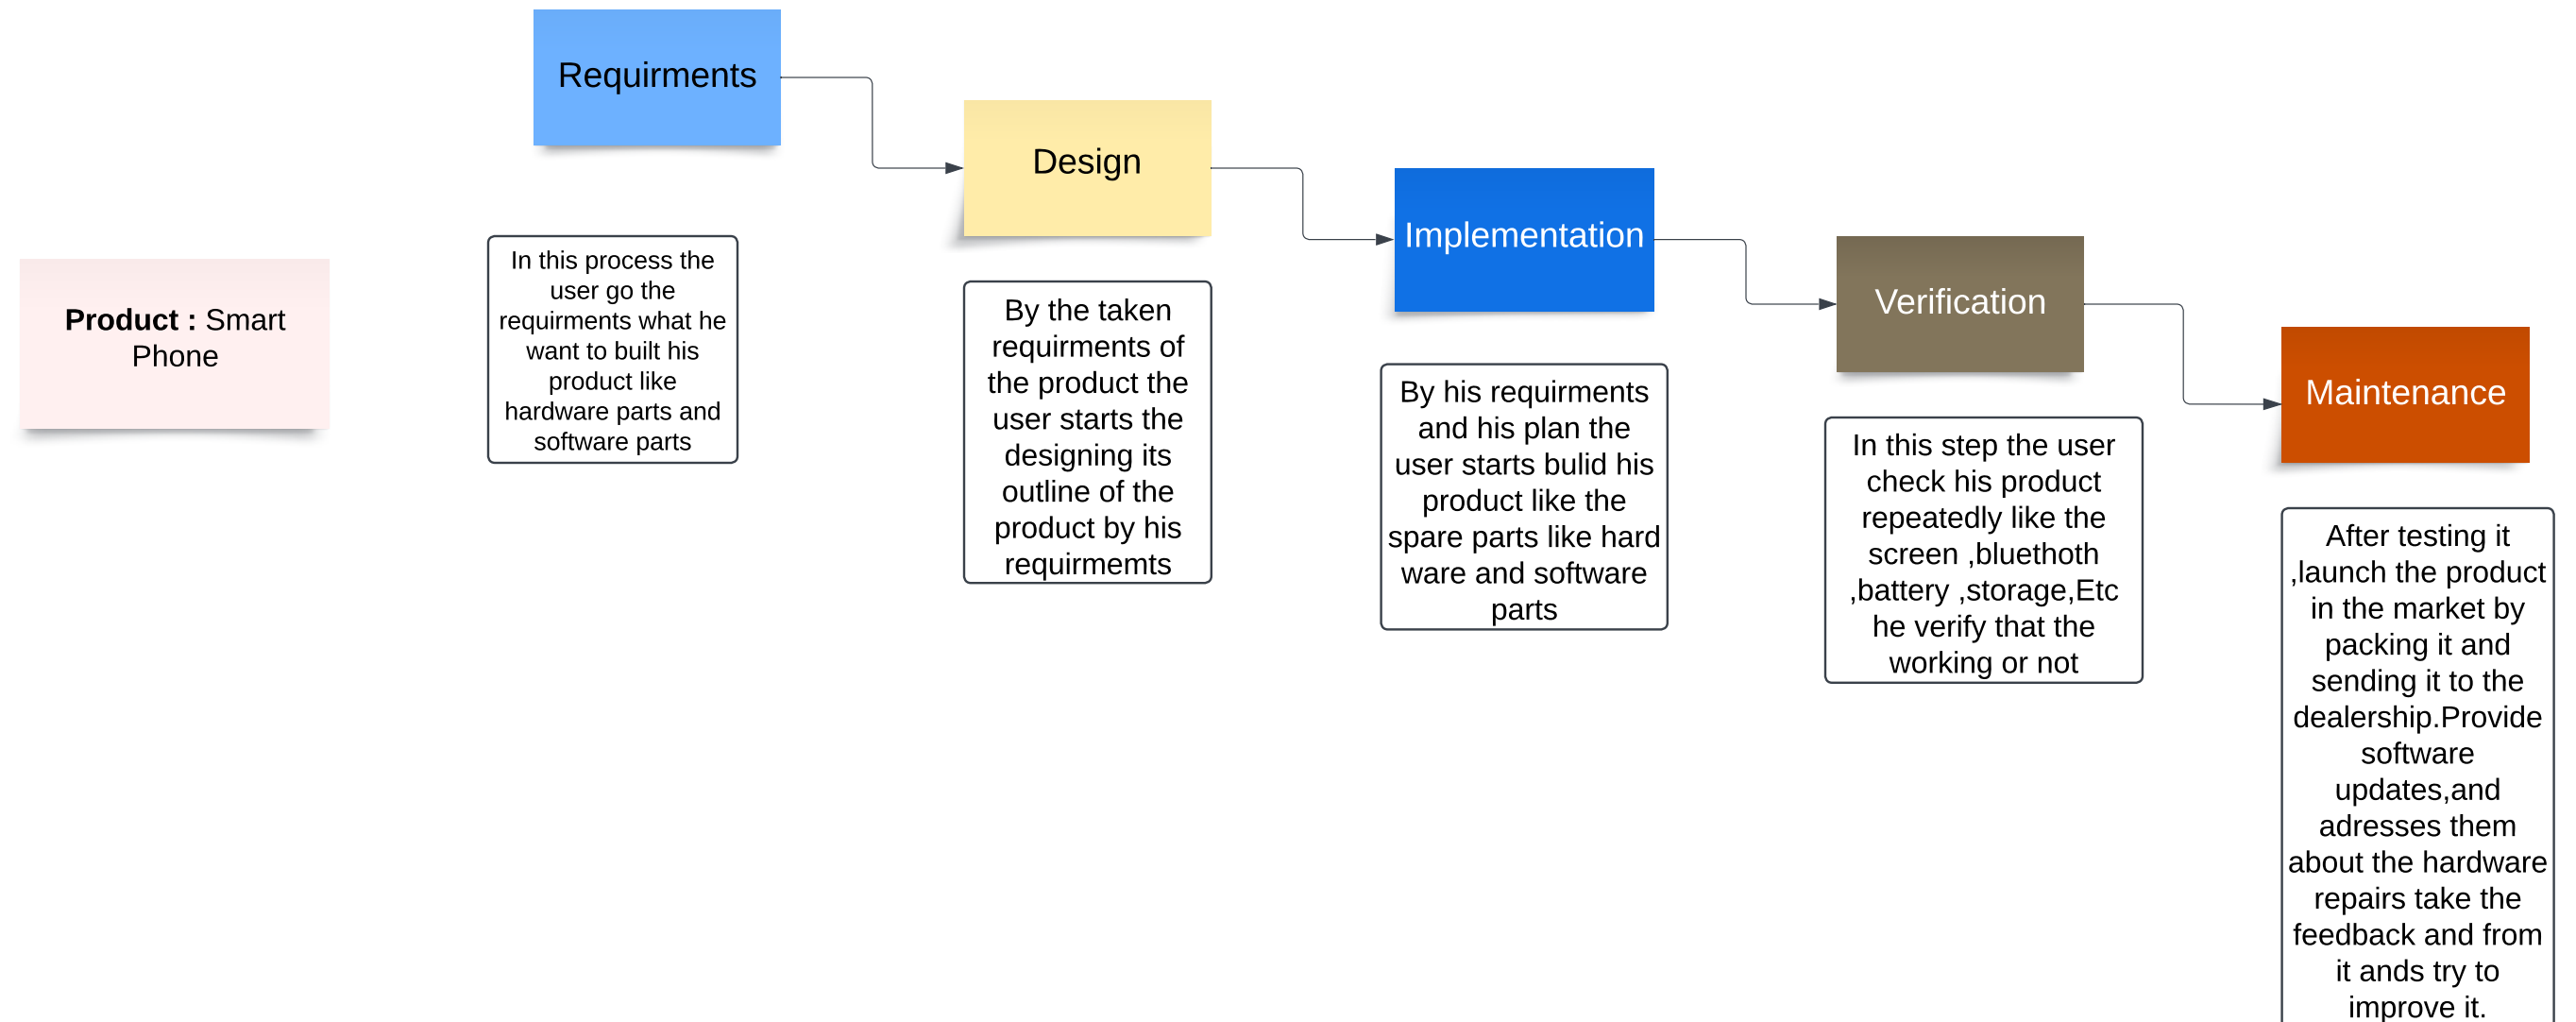 Requirments
Design
Implementation
Verification
Maintenance
Product : Smart
Phone
In this process the
user go the
requirments what he
want to built his
product like
hardware parts and
software parts
By the taken
requirments of
the product the
user starts the
designing its
outline of the
product by his
requirmemts
By his requirments
and his plan the
user starts bulid his
product like the
spare parts like hard
ware and software
parts
In this step the user
check his product
repeatedly like the
screen ,bluethoth
,battery ,storage,Etc
he verify that the
working or not
After testing it
,launch the product
in the market by
packing it and
sending it to the
dealership.Provide
software
updates,and
adresses them
about the hardware
repairs take the
feedback and from
it ands try to
improve it.